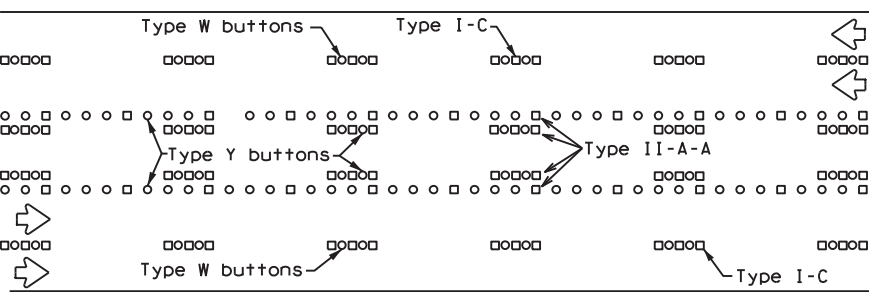 Type W buttons
Type I-C
Type Y buttons
Type II-A-A
Type W buttons
Type I-C